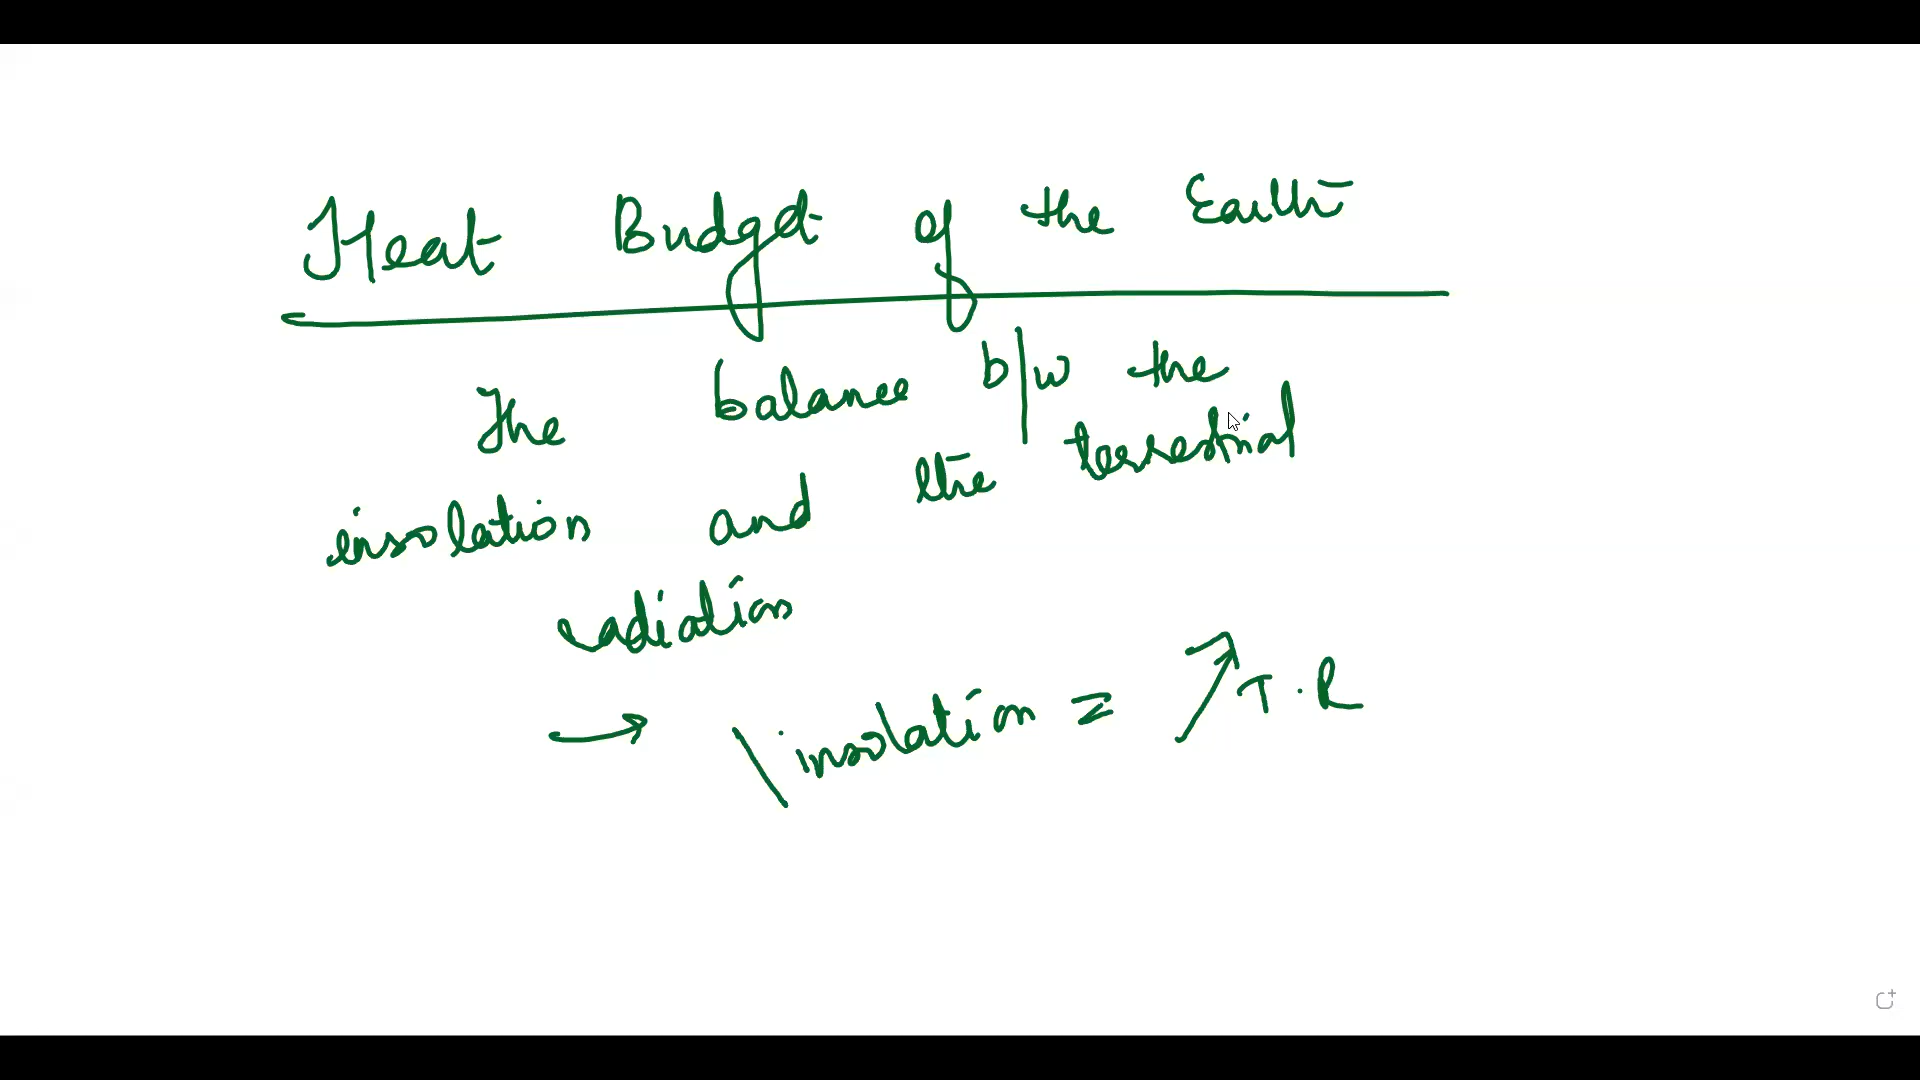 Heat Budget of the Earth
The balance b/w the
insolation and the terrestrial
radiation
→ insolation = T.R